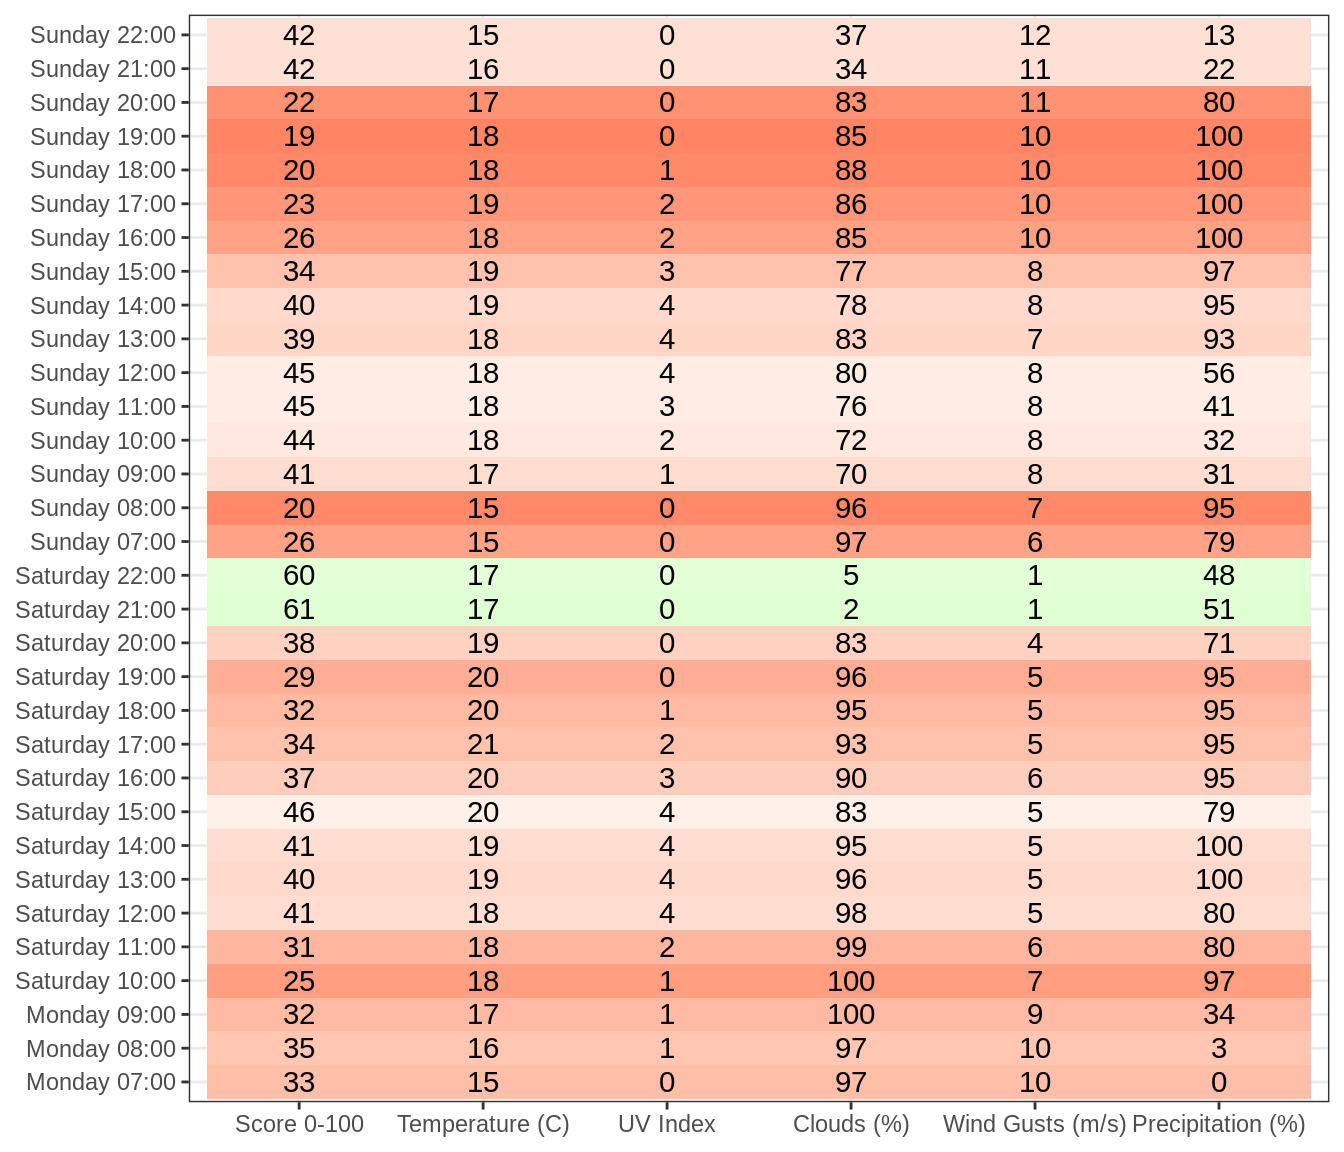 Sunday 22:00 42 15 0 37 12 13
Sunday 21:00 42 16 0 34 11 22
Sunday 20:00 22 17 0 83 11 80
Sunday 19:00 19 18 0 85 10 100
Sunday 18:00 20 18 1 88 10 100
Sunday 17:00 23 19 2 86 10 100
Sunday 16:00 26 18 2 85 10 100
Sunday 15:00 34 19 3 77 8 97
Sunday 14:00 40 19 4 78 8 95
Sunday 13:00 39 18 4 83 7 93
Sunday 12:00 45 18 4 80 8 56
Sunday 11:00 45 18 3 76 8 41
Sunday 10:00 44 18 2 72 8 32
Sunday 09:00 41 17 1 70 8 31
Sunday 08:00 20 15 0 96 7 95
Sunday 07:00 26 15 0 97 6 79
Saturday 22:00 60 17 0 5 1 48
Saturday 21:00 61 17 0 2 1 51
Saturday 20:00 38 19 0 83 4 71
Saturday 19:00 29 20 0 96 5 95
Saturday 18:00 32 20 1 95 5 95
Saturday 17:00 34 21 2 93 5 95
Saturday 16:00 37 20 3 90 6 95
Saturday 15:00 46 20 4 83 5 79
Saturday 14:00 41 19 4 95 5 100
Saturday 13:00 40 19 4 96 5 100
Saturday 12:00 41 18 4 98 5 80
Saturday 11:00 31 18 2 99 6 80
Saturday 10:00 25 18 1 100 7 97
Monday 09:00 32 17 1 100 9 34
Monday 08:00 35 16 1 97 10 3
Monday 07:00 33 15 0 97 10 0
Score 0-100 Temperature (C) UV Index Clouds (%) Wind Gusts (m/s) Precipitation (%)